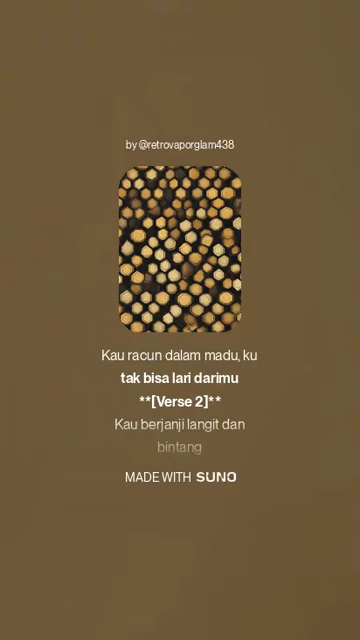 by @retrovaporglam438
Kau racun dalam madu, ku
tak bisa lari darimu
**[Verse 2]**
Kau berjanji langit dan
bintang
MADE WITH SUNO